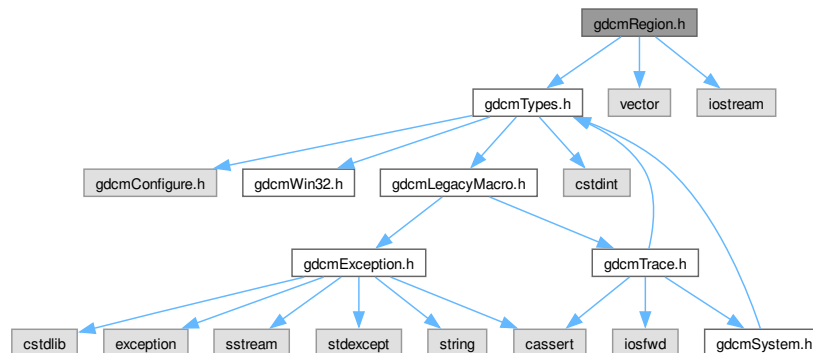 gdcmRegion.h
gdcmTypes.h
vector
iostream
gdcmConfigure.h
gdcmWin32.h
gdcmLegacyMacro.h
cstdint
gdcmException.h
gdcmTrace.h
cstdlib
exception
sstream
stdexcept
string
cassert
iosfwd
gdcmSystem.h